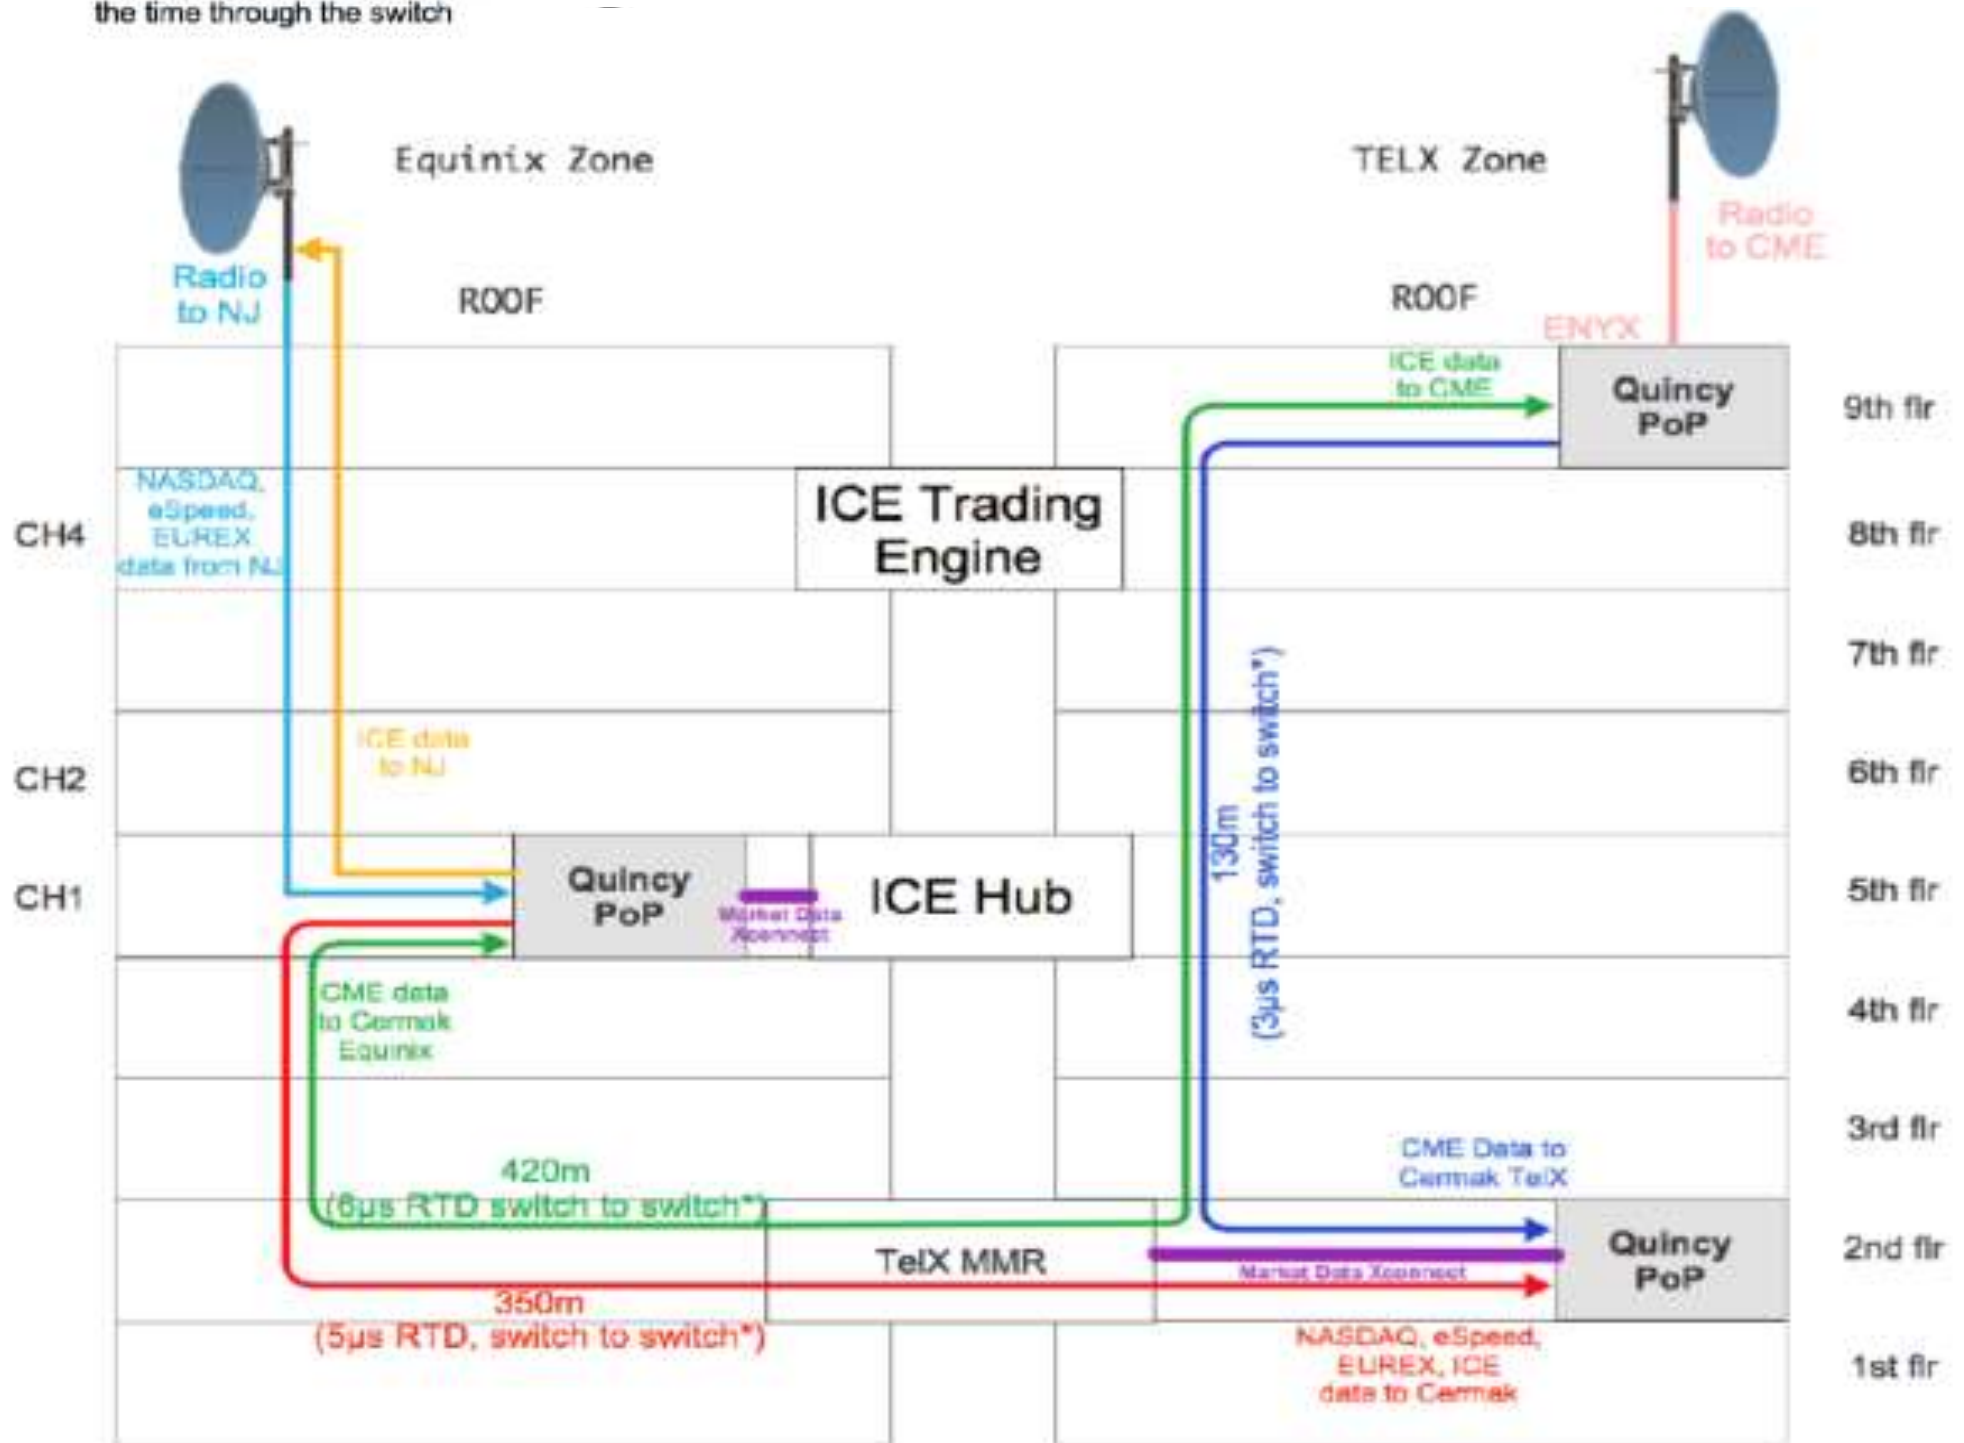 the time through the switch
Equinix Zone
TELX Zone
Radio
to CME
Radio
to NJ
ROOF
ROOF
ENYX
ICE data
to CME
Quincy
PoP
9th flr
NASDAQ,
eSpeed,
EUREX
data from NJ
CH4
ICE Trading
Engine
8th flr
7th flr
ICE data
to NJ
CH2
6th flr
130m
(3µs RTD, switch to switch*)
CH1
Quincy
PoP
Market Data
Xconnect
ICE Hub
5th flr
CME data
to Cermak
Equinix
4th flr
3rd flr
420m
(6µs RTD switch to switch*)
CME Data to
Cermak TelX
TelX MMR
Market Data Xconnect
Quincy
PoP
2nd flr
350m
(5µs RTD, switch to switch*)
NASDAQ, eSpeed,
EUREX, ICE
data to Cermak
1st flr